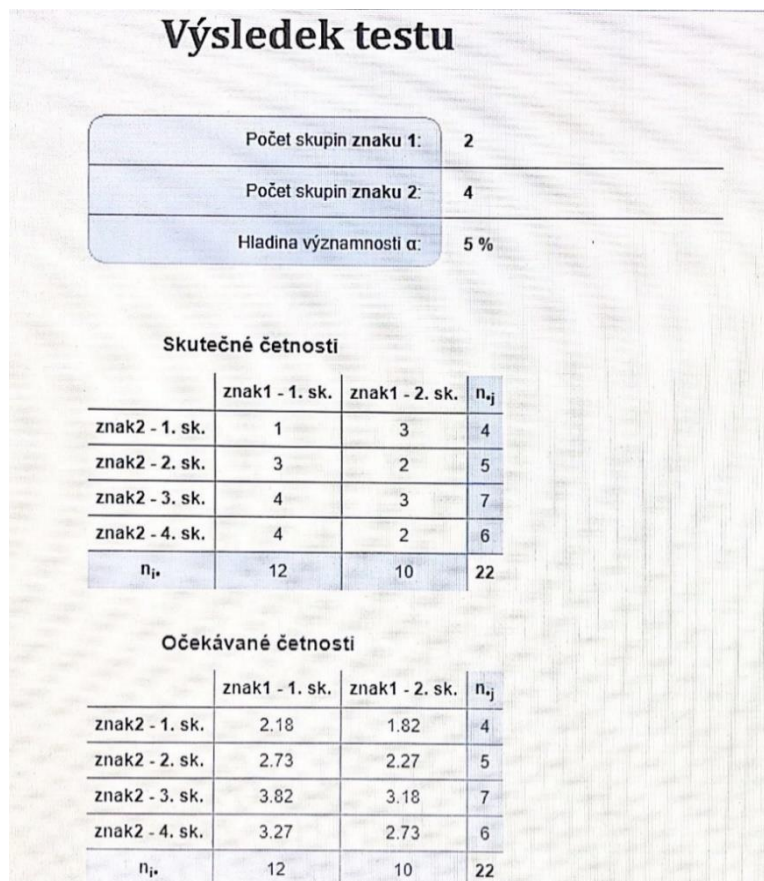 Výsledek testu
Počet skupin znaku 1: 2
Počet skupin znaku 2: 4
Hladina významnosti α: 5 %
Skutečné četnosti
znak1 - 1. sk. znak1 - 2. sk. n•j
znak2 - 1. sk. 1 3 4
znak2 - 2. sk. 3 2 5
znak2 - 3. sk. 4 3 7
znak2 - 4. sk. 4 2 6
ni• 12 10 22
Očekávané četnosti
znak1 - 1. sk. znak1 - 2. sk. n•j
znak2 - 1. sk. 2.18 1.82 4
znak2 - 2. sk. 2.73 2.27 5
znak2 - 3. sk. 3.82 3.18 7
znak2 - 4. sk. 3.27 2.73 6
ni• 12 10 22